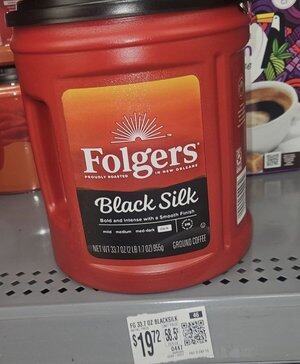 Folgers
PROUDLY ROASTED IN NEW ORLEANS
Black Silk
Bold and Intense with a Smooth Finish
mild medium med-dark dark
NET WT 33.7 OZ (2 LB 1.7 OZ) 955g GROUND COFFEE
FG 33.7 OZ BLACKSILK
$19.72 58.5¢